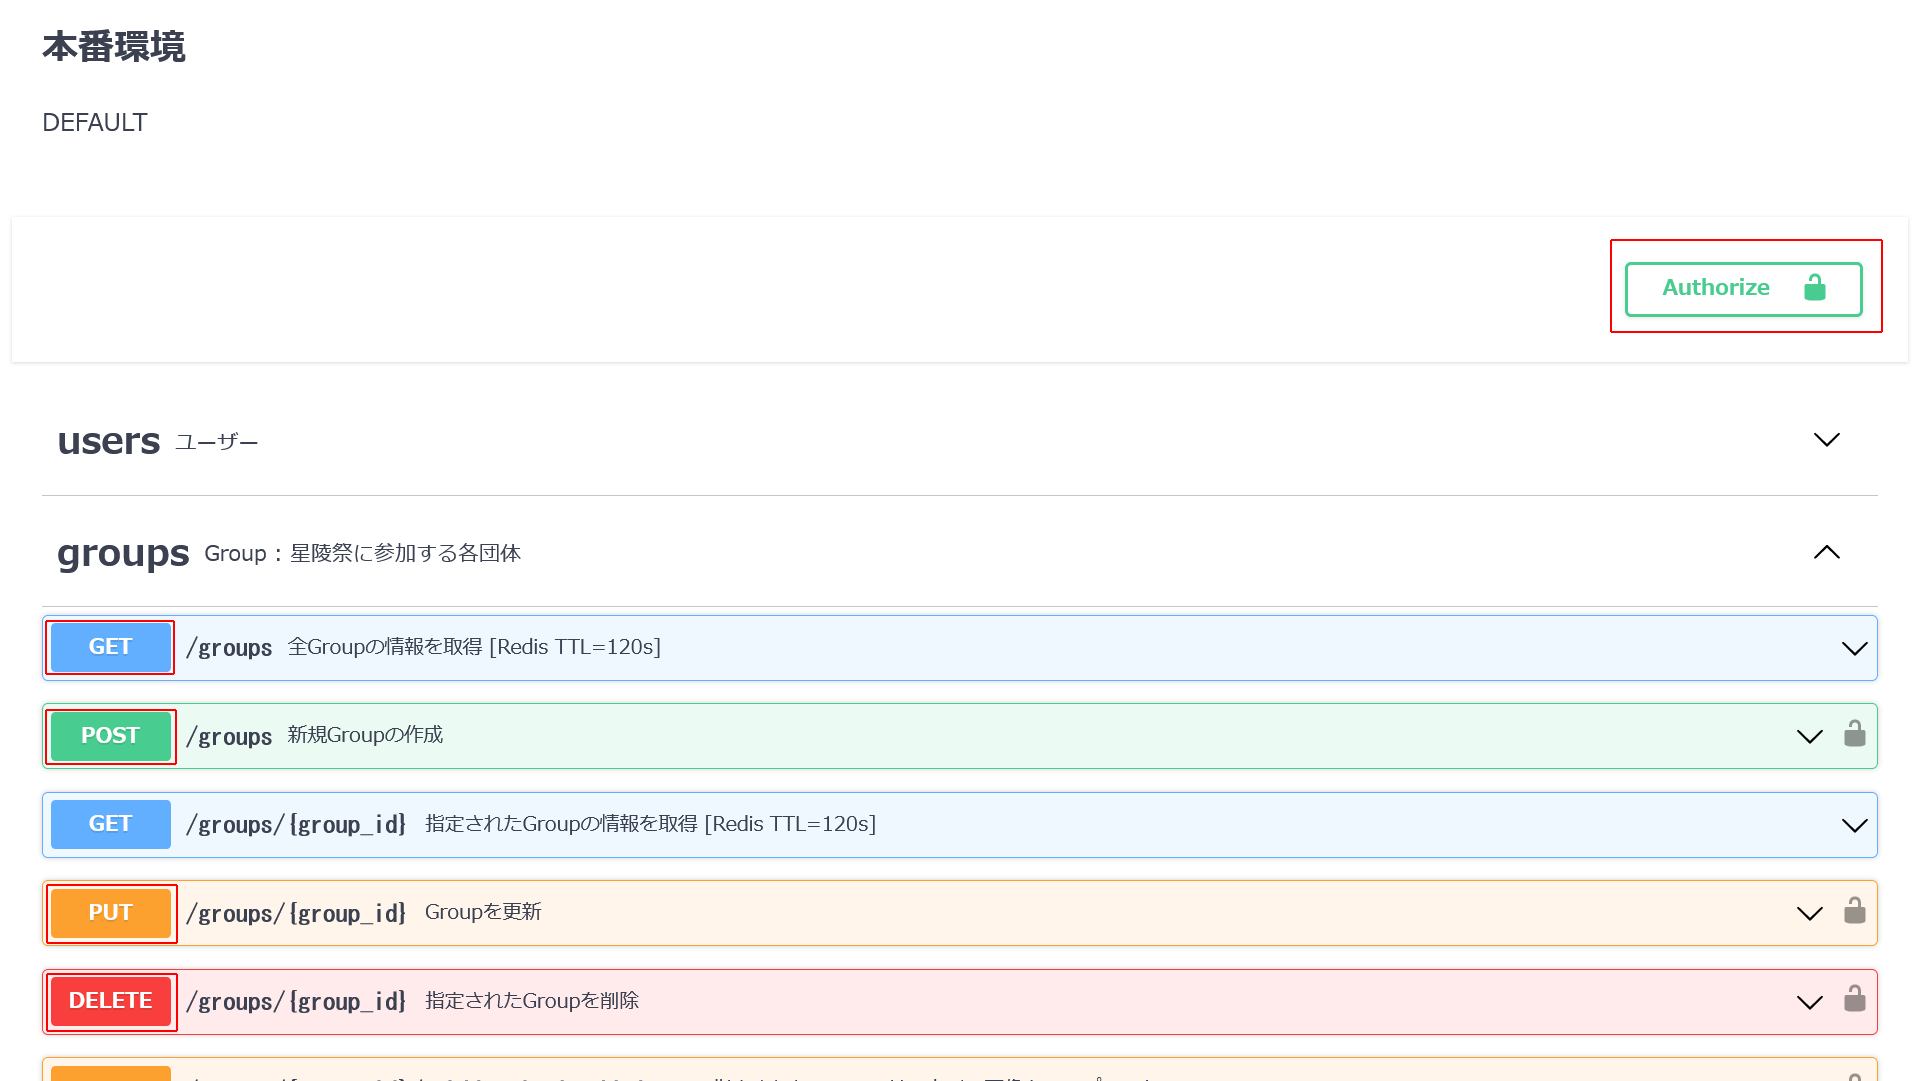 本番環境
DEFAULT
Authorize
users ユーザー
groups Group : 星陵祭に参加する各団体
GET /groups 全Groupの情報を取得 [Redis TTL=120s]
POST /groups 新規Groupの作成
GET /groups/{group_id} 指定されたGroupの情報を取得 [Redis TTL=120s]
PUT /groups/{group_id} Groupを更新
DELETE /groups/{group_id} 指定されたGroupを削除